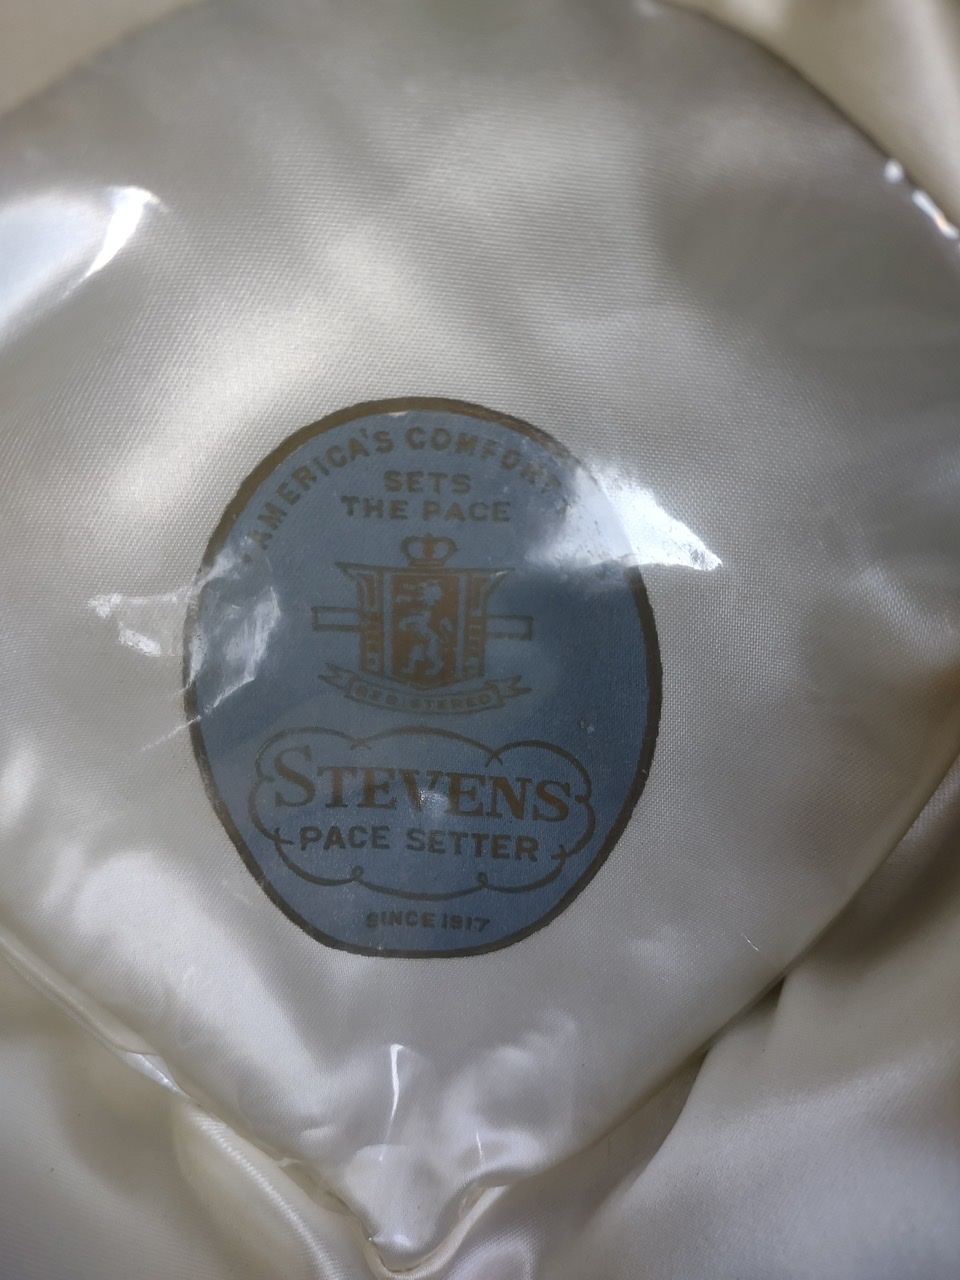 AMERICA'S COMFORT
SETS
THE PACE
REGISTERED
STEVENS
PACE SETTER
SINCE 1917